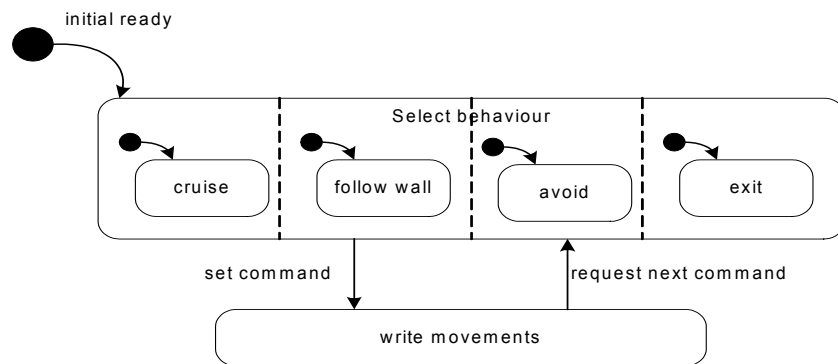 initial ready
Select behaviour
cruise
follow wall
avoid
exit
set command
request next command
write movements